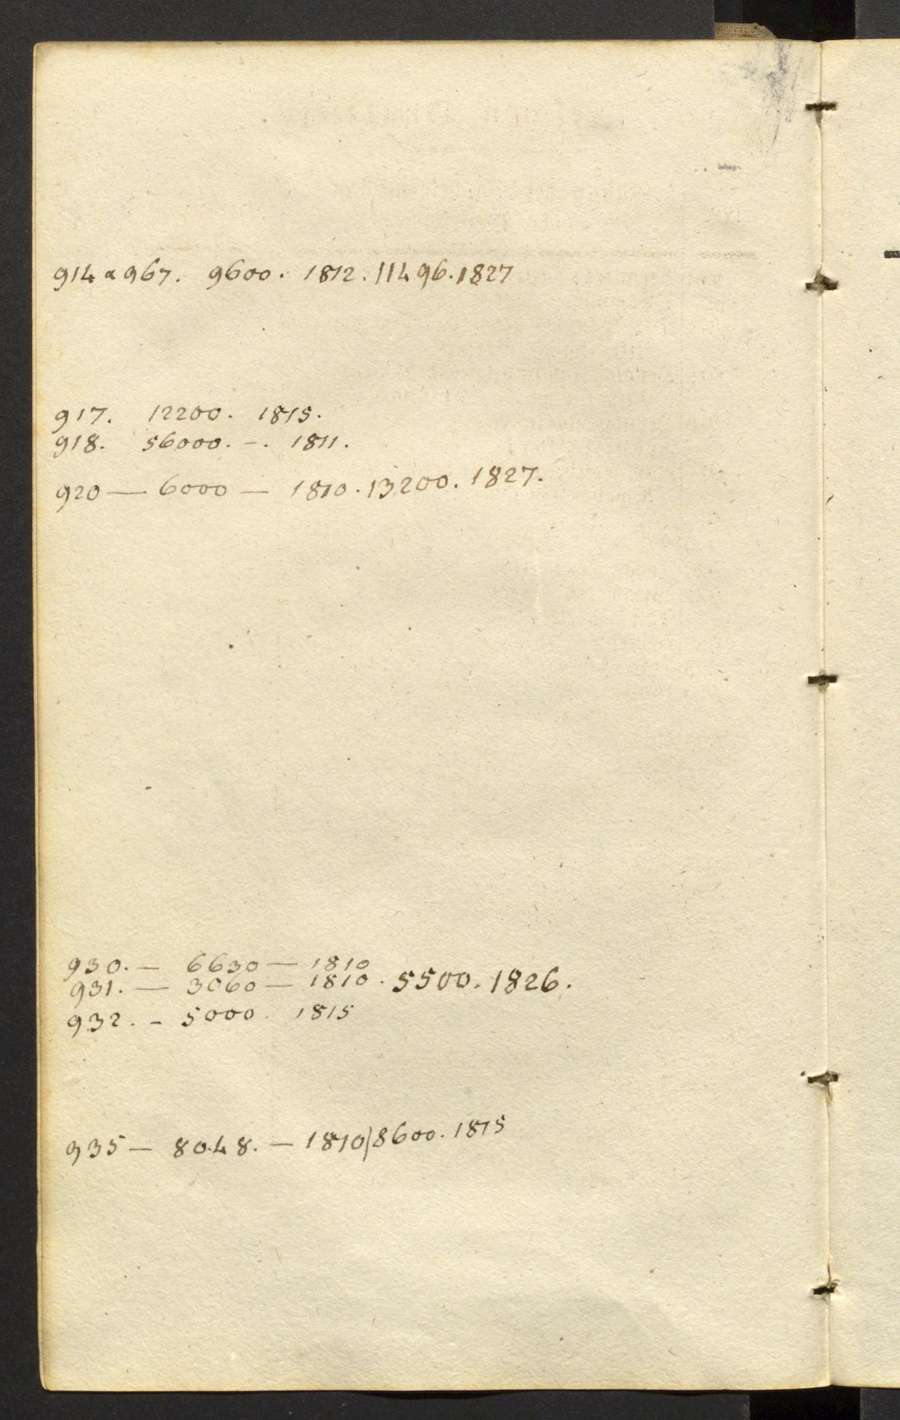 914 a 967. 9600. 1812. 11496. 1827
917. 12200. 1815.
918. 56000. -. 1811.
920 — 6000 — 1810. 13200. 1827.
930. — 6630 — 1810
931. — 3060 — 1810. 5500. 1826.
932. - 5000. 1815
935 — 8048. — 1810/8600. 1815